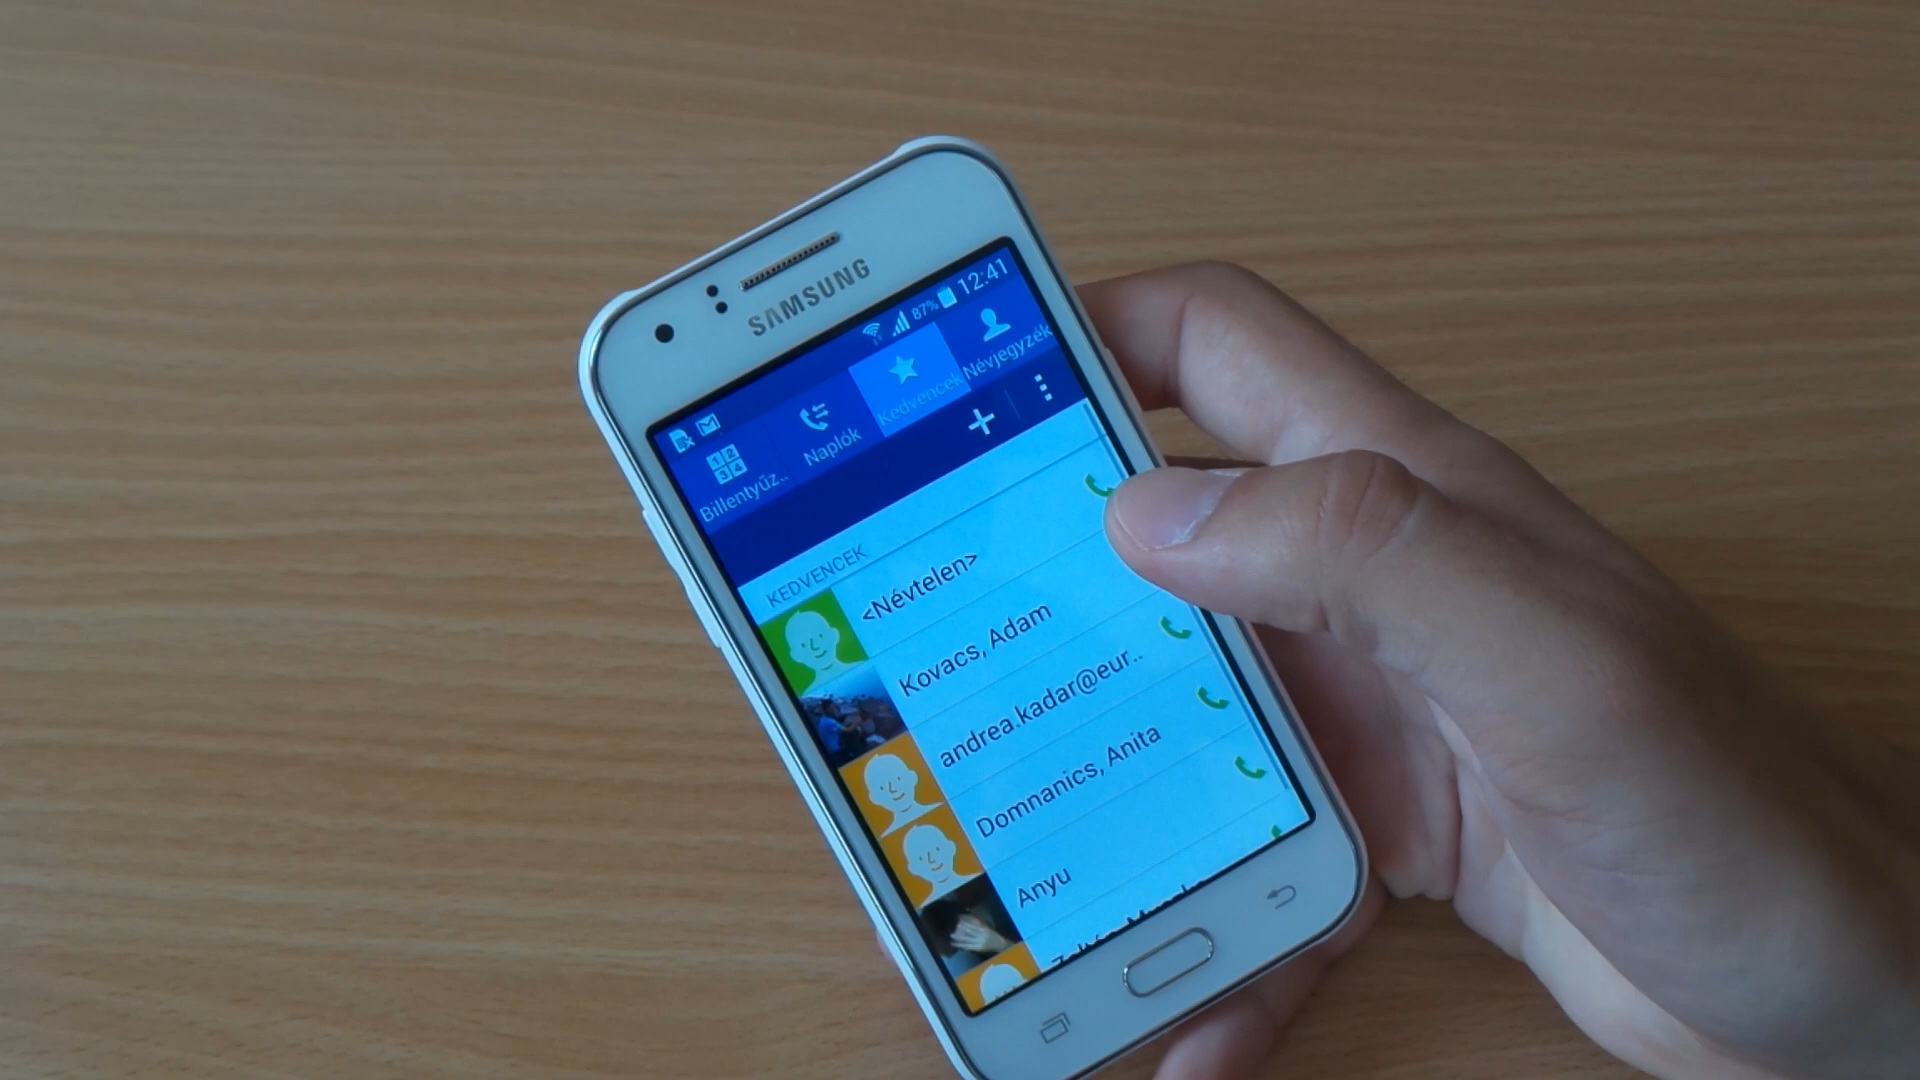 SAMSUNG
87% 12:41
Billentyűz..
Naplók
Kedvencek
Névjegyzék
KEDVENCEK
<Névtelen>
Kovacs, Adam
andrea.kadar@eur..
Domnanics, Anita
Anyu